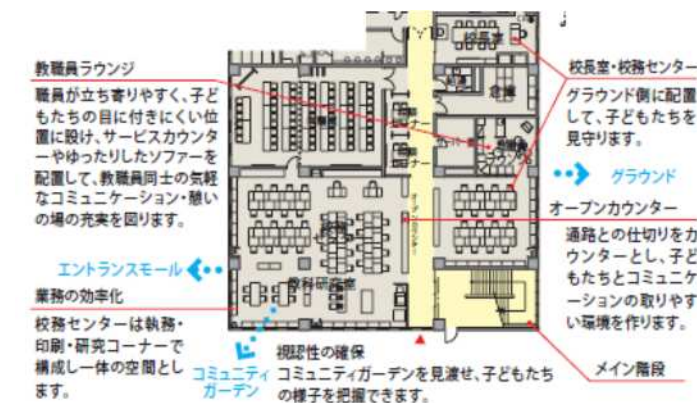 教職員ラウンジ
職員が立ち寄りやすく、子ど
もたちの目に付きにくい位
置に設け、サービスカウンタ
ーやゆったりしたソファーを
配置して、教職員同士の気軽
なコミュニケーション・憩い
の場の充実を図ります。
エントランスモール
業務の効率化
校務センターは執務・
印刷・研究コーナーで
構成し一体の空間とし
ます。
コミュニティ
ガーデン
視認性の確保
コミュニティガーデンを見渡せ、子どもたち
の様子を把握できます。
校長室
倉庫
ラウンジ
オープンカウンター
教科研究室
校長室・校務センター
グラウンド側に配置
して、子どもたちを
見守ります。
グラウンド
オープンカウンター
通路との仕切りをカ
ウンターとし、子ど
もたちとコミュニケ
ーションの取りやす
い環境を作ります。
メイン階段